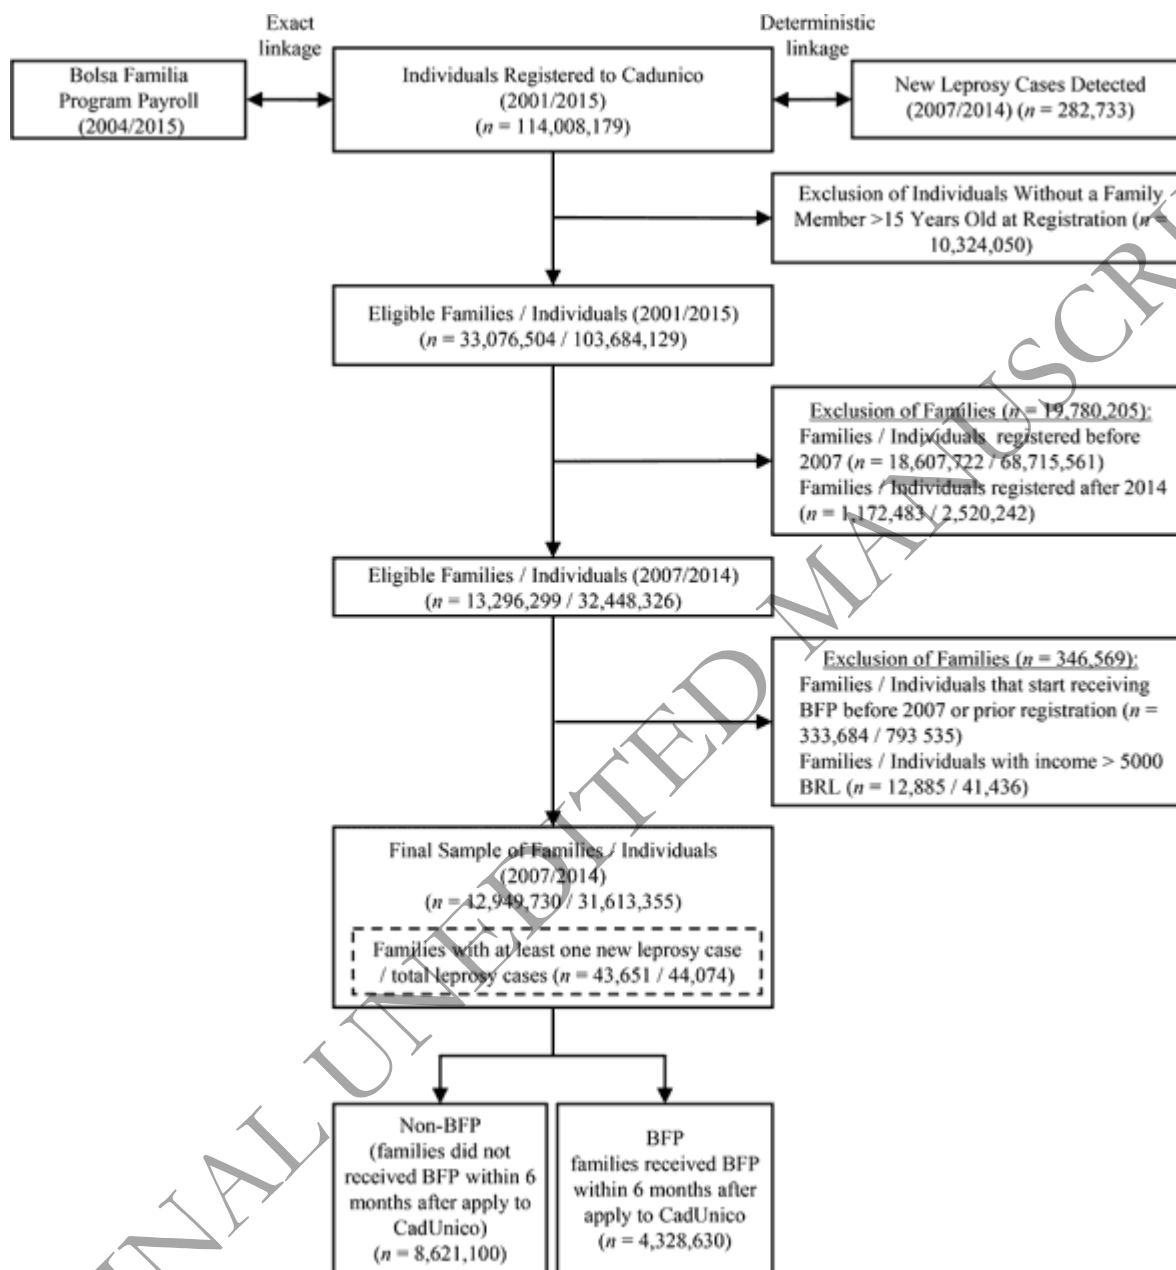 Exact
linkage
Deterministic
linkage
Bolsa Familia
Program Payroll
(2004/2015)
Individuals Registered to Cadunico
(2001/2015)
(n = 114,008,179)
New Leprosy Cases Detected
(2007/2014) (n = 282,733)
Exclusion of Individuals Without a Family
Member >15 Years Old at Registration (n =
10,324,050)
Eligible Families / Individuals (2001/2015)
(n = 33,076,504 / 103,684,129)
Exclusion of Families (n = 19,780,205):
Families / Individuals registered before
2007 (n = 18,607,722 / 68,715,561)
Families / Individuals registered after 2014
(n = 1,172,483 / 2,520,242)
Eligible Families / Individuals (2007/2014)
(n = 13,296,299 / 32,448,326)
Exclusion of Families (n = 346,569):
Families / Individuals that start receiving
BFP before 2007 or prior registration (n =
333,684 / 793 535)
Families / Individuals with income > 5000
BRL (n = 12,885 / 41,436)
Final Sample of Families / Individuals
(2007/2014)
(n = 12,949,730 / 31,613,355)
Families with at least one new leprosy case
/ total leprosy cases (n = 43,651 / 44,074)
Non-BFP
(families did not
received BFP within 6
months after apply to
CadUnico)
(n = 8,621,100)
BFP
families received BFP
within 6 months after
apply to CadUnico
(n = 4,328,630)
INAL UNEDITED MANUSCRI